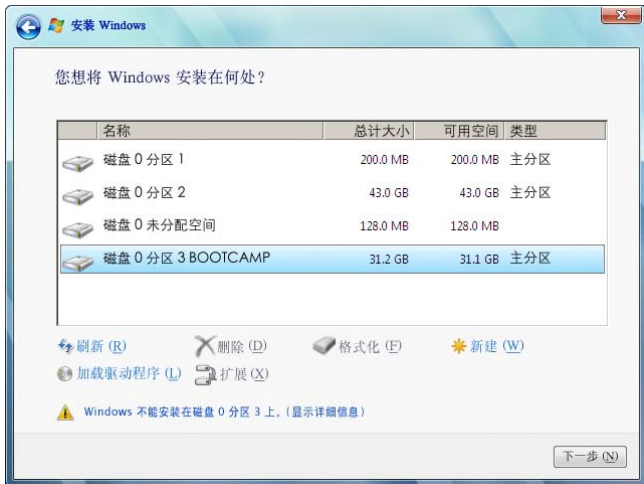 安装 Windows
您想将 Windows 安装在何处?
名称 总计大小 可用空间 类型
磁盘 0 分区 1 200.0 MB 200.0 MB 主分区
磁盘 0 分区 2 43.0 GB 43.0 GB 主分区
磁盘 0 未分配空间 128.0 MB 128.0 MB
磁盘 0 分区 3 BOOTCAMP 31.2 GB 31.1 GB 主分区
刷新 (R) 删除 (D) 格式化 (F) 新建 (W)
加载驱动程序 (L) 扩展 (X)
Windows 不能安装在磁盘 0 分区 3 上, (显示详细信息)
下一步 (N)